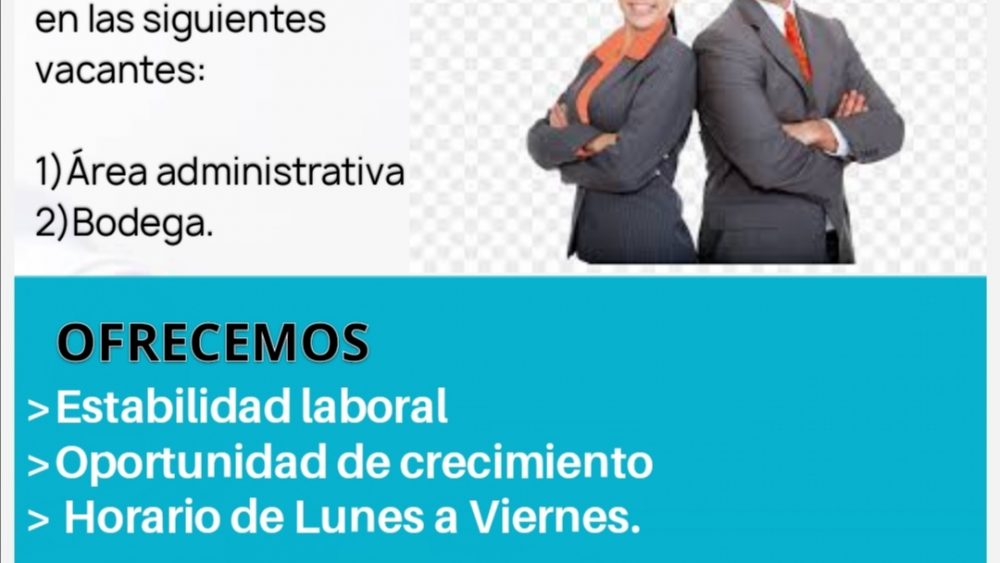 en las siguientes
vacantes:
1)Área administrativa
2)Bodega.
OFRECEMOS
>Estabilidad laboral
>Oportunidad de crecimiento
> Horario de Lunes a Viernes.